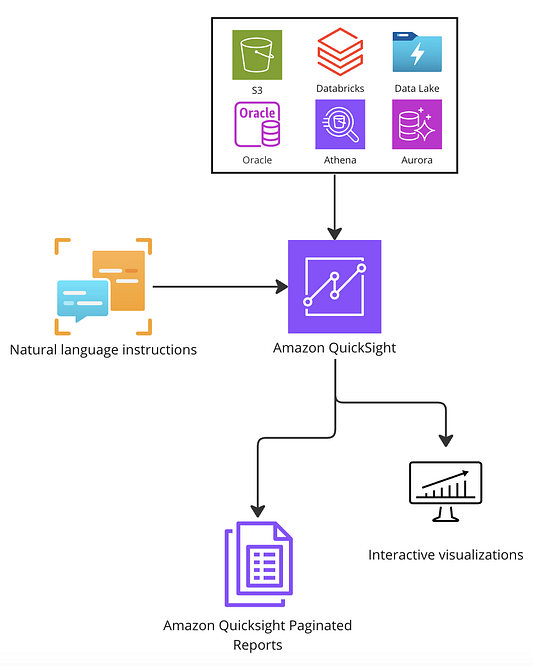 S3
Databricks
Data Lake
Oracle
Oracle
Athena
Aurora
Natural language instructions
Amazon QuickSight
Interactive visualizations
Amazon Quicksight Paginated
Reports